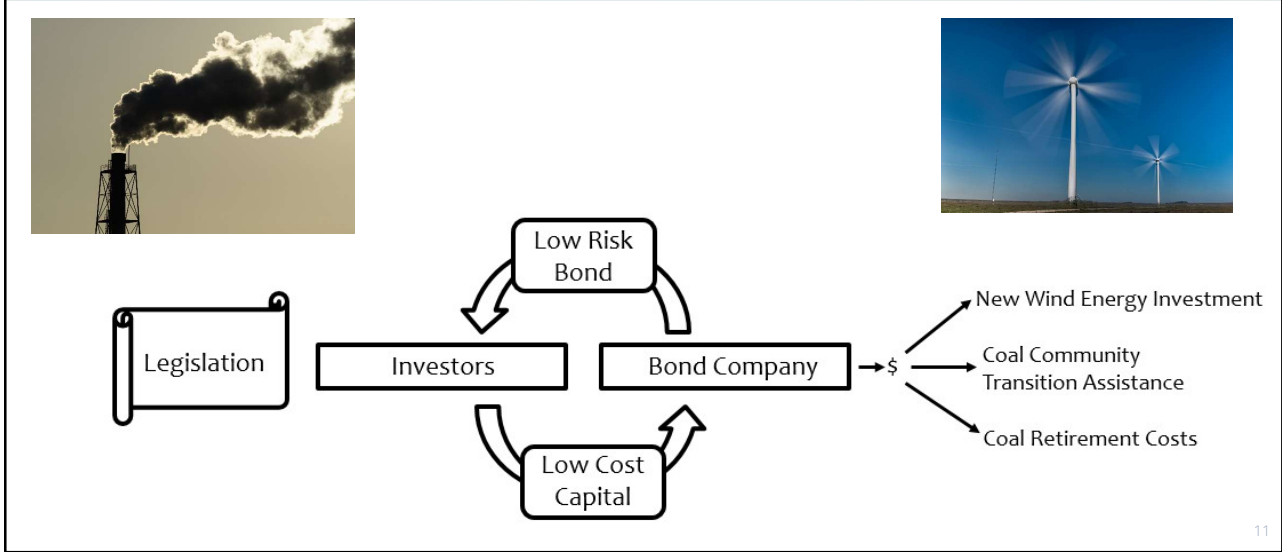 Low Risk
Bond
Legislation
Investors
Bond Company
$
New Wind Energy Investment
Coal Community
Transition Assistance
Coal Retirement Costs
Low Cost
Capital
11